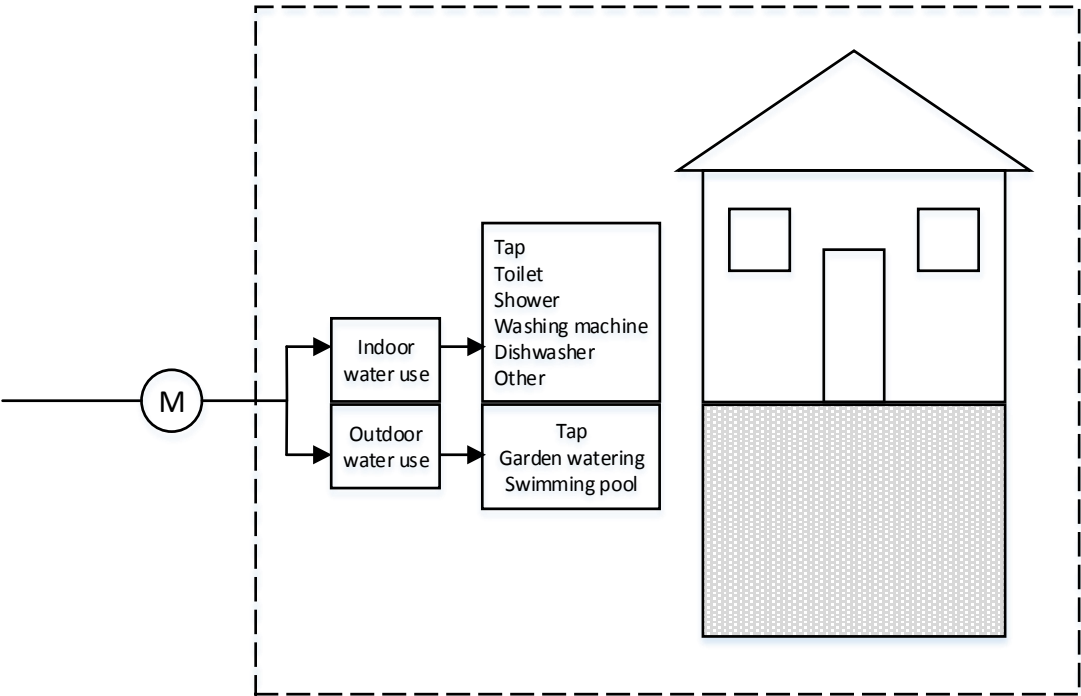 M
Indoor
water use
Tap
Toilet
Shower
Washing machine
Dishwasher
Other
Outdoor
water use
Tap
Garden watering
Swimming pool